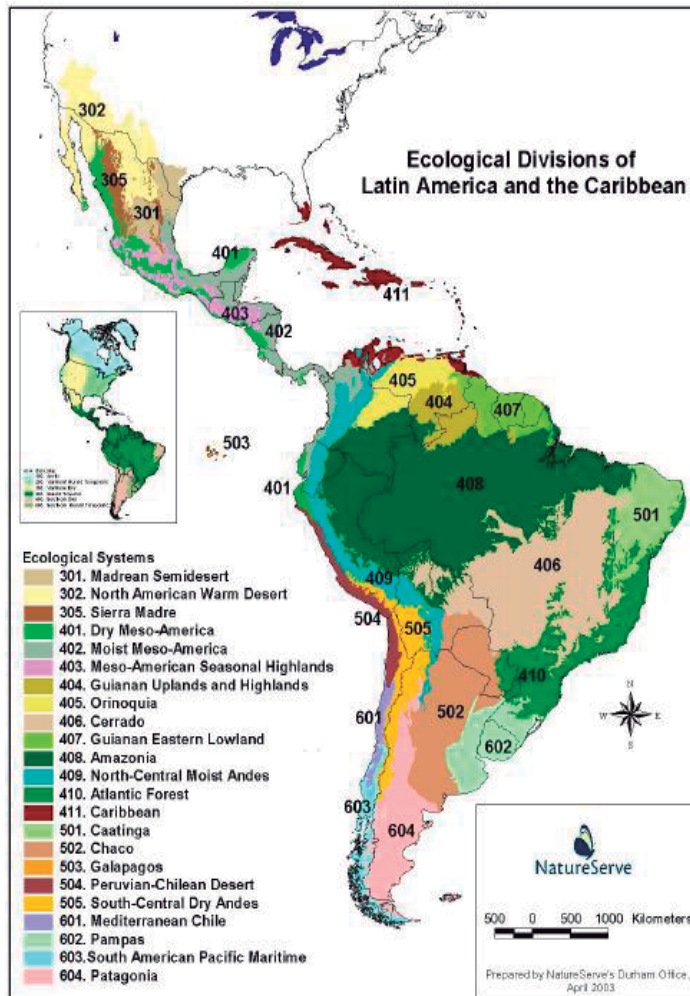 Ecological Divisions of
Latin America and the Caribbean
302
305
301
401
411
403
402
405
404
407
503
401
408
501
406
409
504
505
410
502
601
602
603
604
N
W E
S
Ecological Systems
301. Madrean Semidesert
302. North American Warm Desert
305. Sierra Madre
401. Dry Meso-America
402. Moist Meso-America
403. Meso-American Seasonal Highlands
404. Guianan Uplands and Highlands
405. Orinoquia
406. Cerrado
407. Guianan Eastern Lowland
408. Amazonia
409. North-Central Moist Andes
410. Atlantic Forest
411. Caribbean
501. Caatinga
502. Chaco
503. Galapagos
504. Peruvian-Chilean Desert
505. South-Central Dry Andes
601. Mediterranean Chile
602. Pampas
603.South American Pacific Maritime
604. Patagonia
NatureServe
500 0 500 1000 Kilometers
Prepared by NatureServe's Durham Office,
April 2003